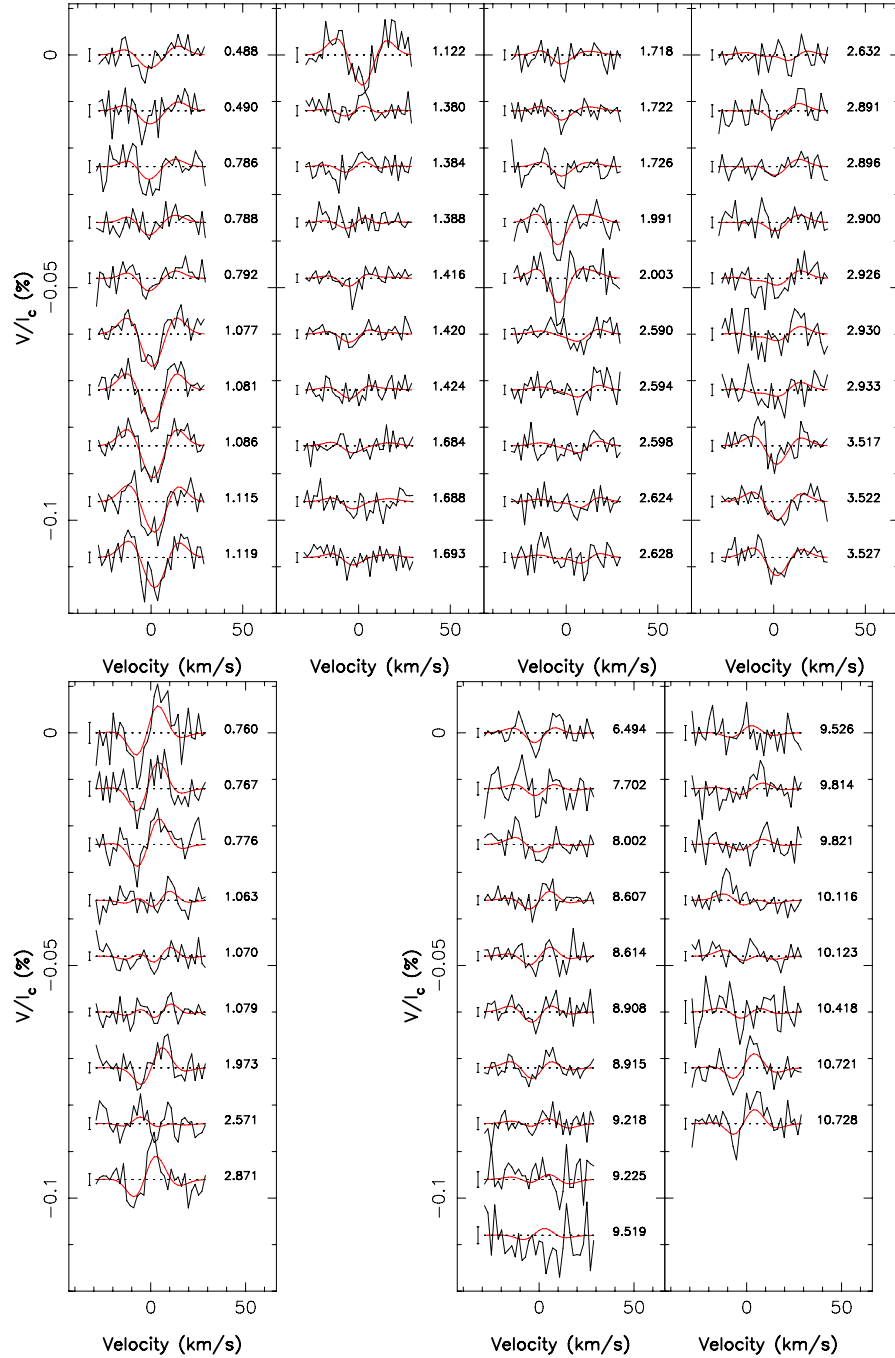 0 0.488 1.122 1.718 2.632
0.490 1.380 1.722 2.891
0.786 1.384 1.726 2.896
0.788 1.388 1.991 2.900
−0.05 0.792 1.416 2.003 2.926
V/Ic (%)
1.077 1.420 2.590 2.930
1.081 1.424 2.594 2.933
1.086 1.684 2.598 3.517
−0.1 1.115 1.688 2.624 3.522
1.119 1.693 2.628 3.527
0 50 0 50 0 50 0 50
Velocity (km/s) Velocity (km/s) Velocity (km/s) Velocity (km/s)
0 0.760
0.767
0.776
1.063
−0.05 1.070
V/Ic (%)
1.079
1.973
2.571
2.871
−0.1
0 50
Velocity (km/s)
0 6.494 9.526
7.702 9.814
8.002 9.821
8.607 10.116
−0.05 8.614 10.123
V/Ic (%)
8.908 10.418
8.915 10.721
9.218 10.728
9.225
−0.1
9.519
0 50 0 50
Velocity (km/s) Velocity (km/s)